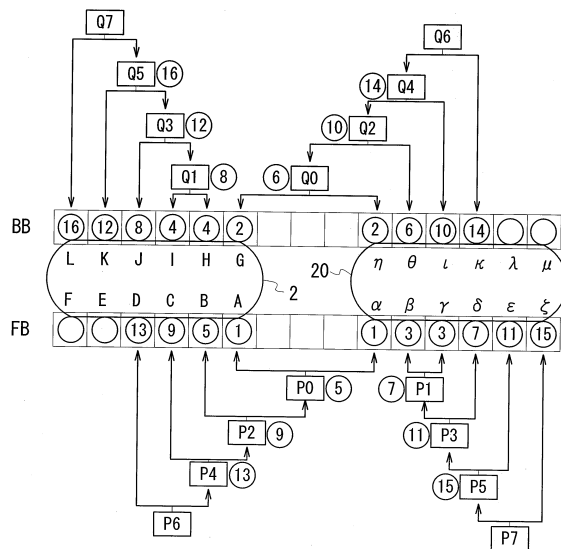 Q7 Q6
Q5 16 14 Q4
Q3 12 10 Q2
Q1 8 6 Q0
BB 16 12 8 4 4 2 2 6 10 14
L K J I H G 20 η θ ι κ λ μ
F E D C B A 2 α β γ δ ε ζ
FB 13 9 5 1 1 3 3 7 11 15
P0 5 7 P1
P2 9 11 P3
P4 13 15 P5
P6 P7